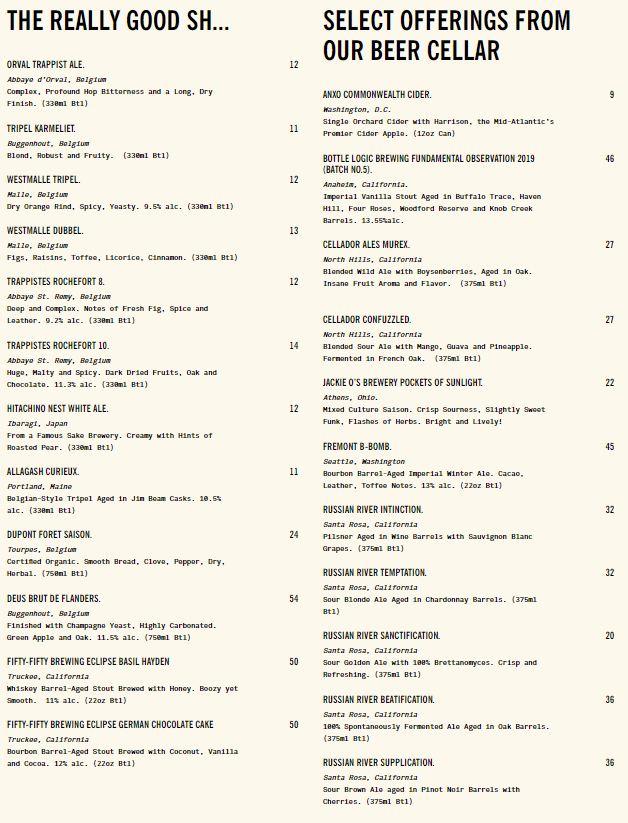 THE REALLY GOOD SH...
ORVAL TRAPPIST ALE. 12
Abbaye d'Orval, Belgium
Complex, Profound Hop Bitterness and a Long, Dry
Finish. (330ml Btl)
TRIPEL KARMELIET. 11
Buggenhout, Belgium
Blond, Robust and Fruity. (330ml Btl)
WESTMALLE TRIPEL. 12
Malle, Belgium
Dry Orange Rind, Spicy, Yeasty. 9.5% alc. (330ml Btl)
WESTMALLE DUBBEL. 13
Malle, Belgium
Figs, Raisins, Toffee, Licorice, Cinnamon. (330ml Btl)
TRAPPISTES ROCHEFORT 8. 12
Abbaye St. Remy, Belgium
Deep and Complex. Notes of Fresh Fig, Spice and
Leather. 9.2% alc. (330ml Btl)
TRAPPISTES ROCHEFORT 10. 14
Abbaye St. Remy, Belgium
Huge, Malty and Spicy. Dark Dried Fruits, Oak and
Chocolate. 11.3% alc. (330ml Btl)
HITACHINO NEST WHITE ALE. 12
Ibaragi, Japan
From a Famous Sake Brewery. Creamy with Hints of
Roasted Pear. (330ml Btl)
ALLAGASH CURIEUX. 11
Portland, Maine
Belgian-Style Tripel Aged in Jim Beam Casks. 10.5%
alc. (330ml Btl)
DUPONT FORET SAISON. 24
Tourpes, Belgium
Certified Organic. Smooth Bread, Clove, Pepper, Dry,
Herbal. (750ml Btl)
DEUS BRUT DE FLANDERS. 54
Buggenhout, Belgium
Finished with Champagne Yeast, Highly Carbonated.
Green Apple and Oak. 11.5% alc. (750ml Btl)
FIFTY-FIFTY BREWING ECLIPSE BASIL HAYDEN 50
Truckee, California
Whiskey Barrel-Aged Stout Brewed with Honey. Boozy yet
Smooth. 11% alc. (22oz Btl)
FIFTY-FIFTY BREWING ECLIPSE GERMAN CHOCOLATE CAKE 50
Truckee, California
Bourbon Barrel-Aged Stout Brewed with Coconut, Vanilla
and Cocoa. 12% alc. (22oz Btl)
SELECT OFFERINGS FROM
OUR BEER CELLAR
ANXO COMMONWEALTH CIDER. 9
Washington, D.C.
Single Orchard Cider with Harrison, the Mid-Atlantic's
Premier Cider Apple. (12oz Can)
BOTTLE LOGIC BREWING FUNDAMENTAL OBSERVATION 2019 46
(BATCH NO.5).
Anaheim, California.
Imperial Vanilla Stout Aged in Buffalo Trace, Haven
Hill, Four Roses, Woodford Reserve and Knob Creek
Barrels. 13.55%alc.
CELLADOR ALES MUREX. 27
North Hills, California
Blended Wild Ale with Boysenberries, Aged in Oak.
Insane Fruit Aroma and Flavor. (375ml Btl)
CELLADOR CONFUZZLED. 27
North Hills, California
Blended Sour Ale with Mango, Guava and Pineapple.
Fermented in French Oak. (375ml Btl)
JACKIE O'S BREWERY POCKETS OF SUNLIGHT. 22
Athens, Ohio.
Mixed Culture Saison. Crisp Sourness, Slightly Sweet
Funk, Flashes of Herbs. Bright and Lively!
FREMONT B-BOMB. 45
Seattle, Washington
Bourbon Barrel-Aged Imperial Winter Ale. Cacao,
Leather, Toffee Notes. 13% alc. (22oz Btl)
RUSSIAN RIVER INTINCTION. 32
Santa Rosa, California
Pilsner Aged in Wine Barrels with Sauvignon Blanc
Grapes. (375ml Btl)
RUSSIAN RIVER TEMPTATION. 32
Santa Rosa, California
Sour Blonde Ale Aged in Chardonnay Barrels. (375ml
Btl)
RUSSIAN RIVER SANCTIFICATION. 20
Santa Rosa, California
Sour Golden Ale with 100% Brettanomyces. Crisp and
Refreshing. (375ml Btl)
RUSSIAN RIVER BEATIFICATION. 36
Santa Rosa, California
100% Spontaneously Fermented Ale Aged in Oak Barrels.
(375ml Btl)
RUSSIAN RIVER SUPPLICATION. 36
Santa Rosa, California
Sour Brown Ale aged in Pinot Noir Barrels with
Cherries. (375ml Btl)